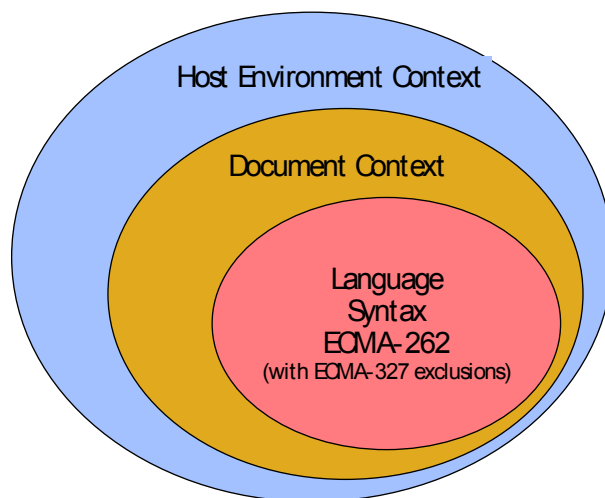 Host Environment Context
Document Context
Language
Syntax
ECMA-262
(with ECMA-327 exclusions)